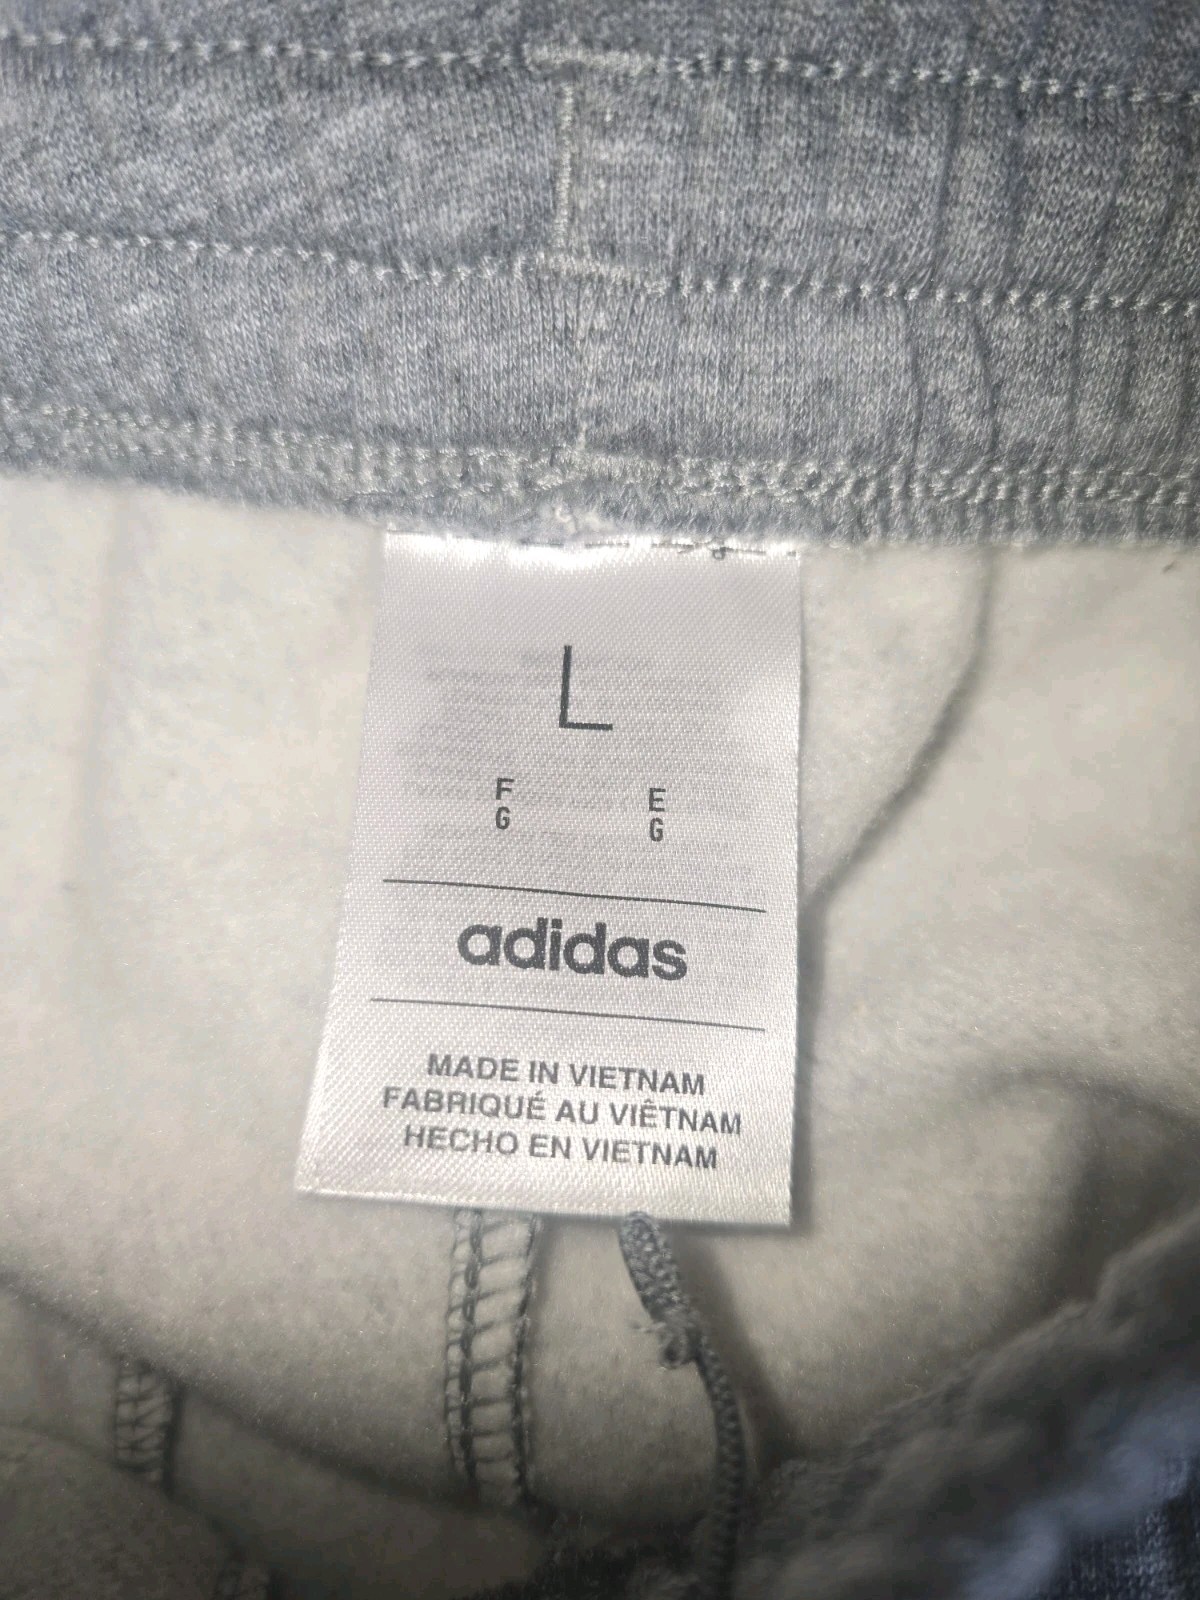 L
F E
G G
adidas
MADE IN VIETNAM
FABRIQUÉ AU VIÊTNAM
HECHO EN VIETNAM